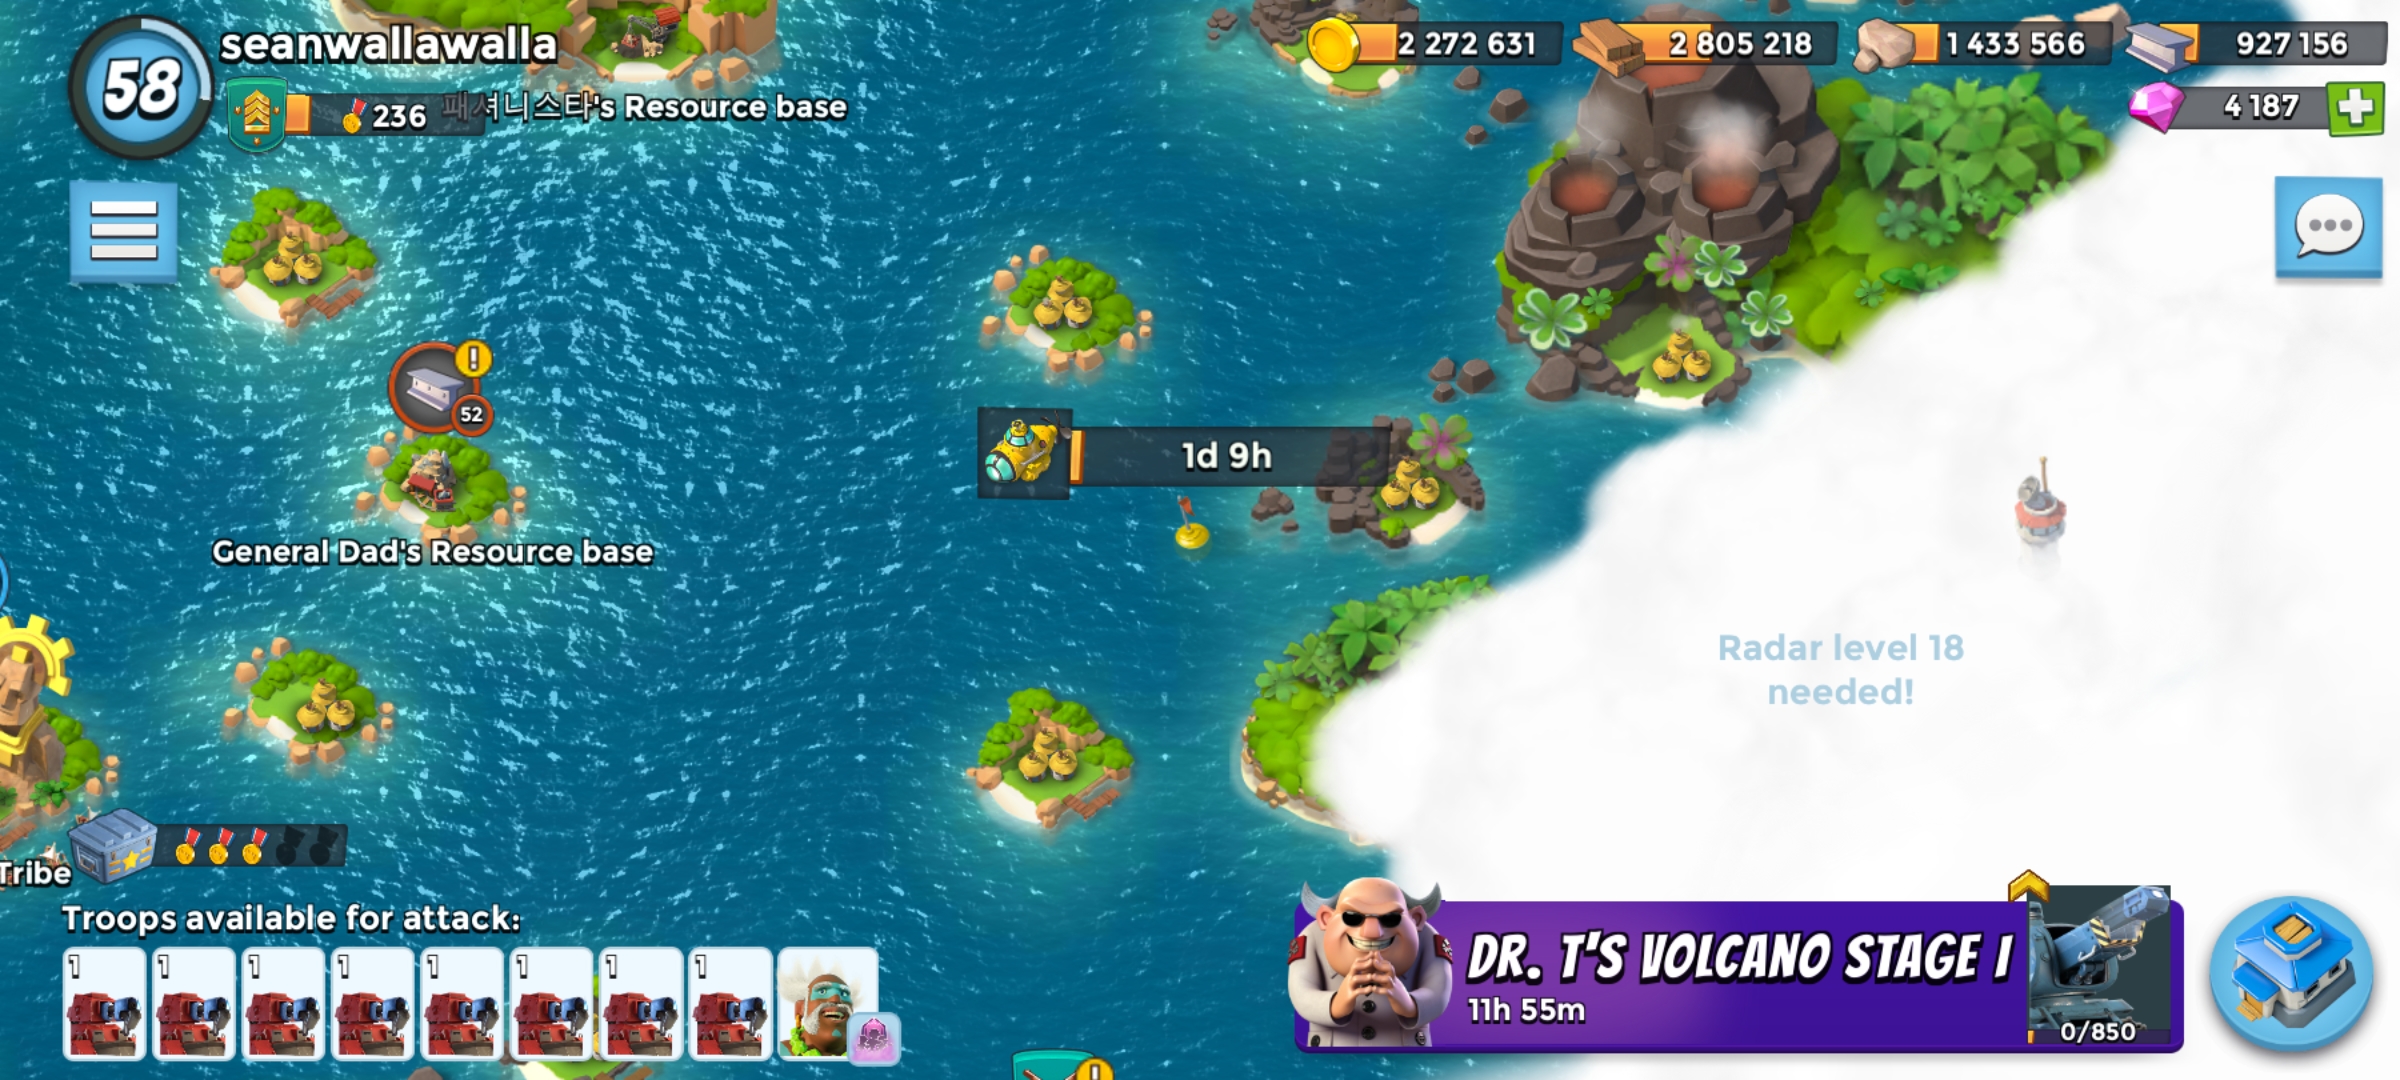 58
seanwallawalla
236
패셔니스타's Resource base
2 272 631
2 805 218
1 433 566
927 156
4 187
52
General Dad's Resource base
1d 9h
Radar level 18
needed!
Tribe
Troops available for attack:
1 1 1 1 1 1 1 1
DR. T'S VOLCANO STAGE I
11h 55m
0/850